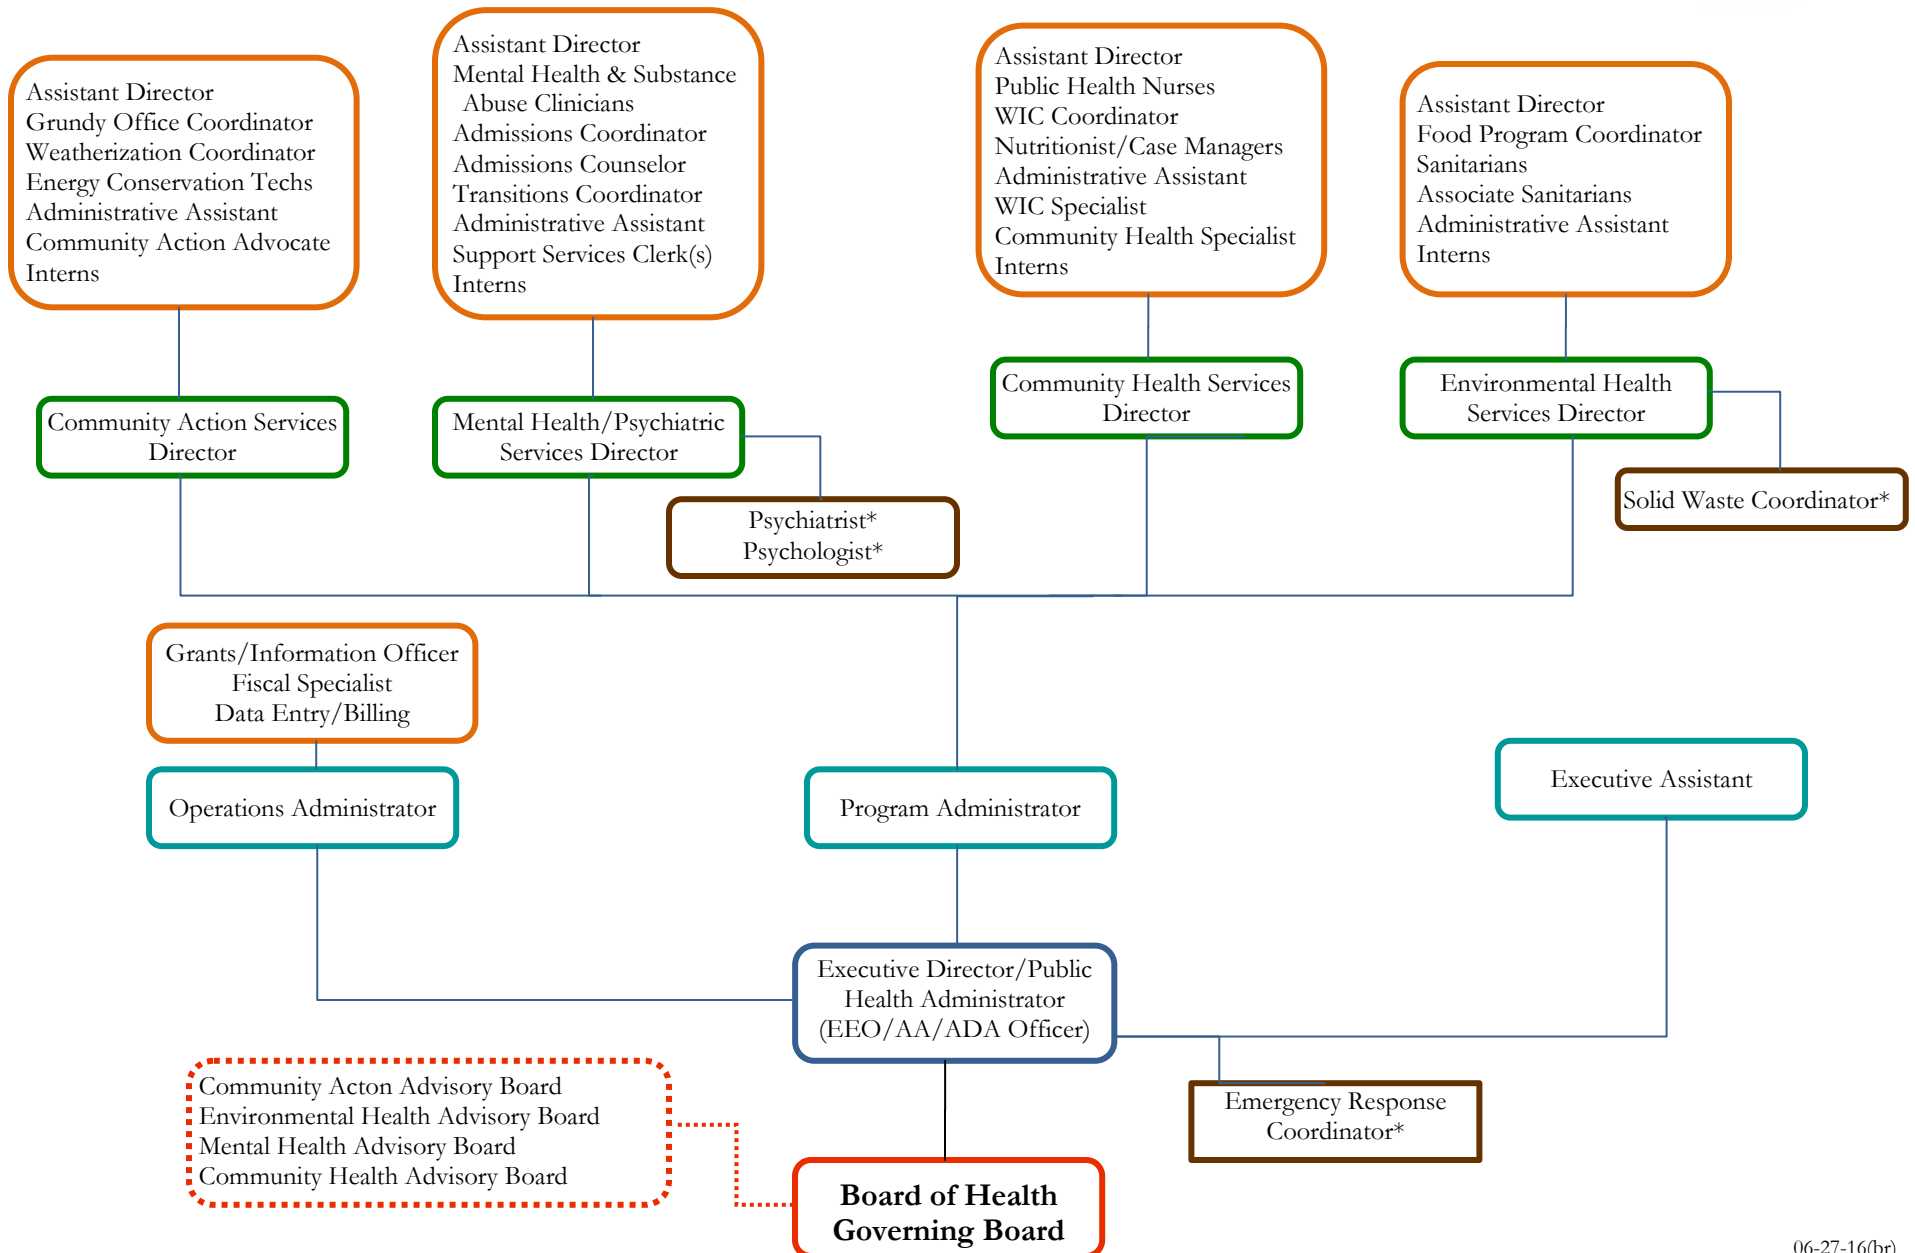 Assistant Director
Grundy Office Coordinator
Weatherization Coordinator
Energy Conservation Techs
Administrative Assistant
Community Action Advocate
Interns
Assistant Director
Mental Health & Substance
Abuse Clinicians
Admissions Coordinator
Admissions Counselor
Transitions Coordinator
Administrative Assistant
Support Services Clerk(s)
Interns
Assistant Director
Public Health Nurses
WIC Coordinator
Nutritionist/Case Managers
Administrative Assistant
WIC Specialist
Community Health Specialist
Interns
Assistant Director
Food Program Coordinator
Sanitarians
Associate Sanitarians
Administrative Assistant
Interns
Community Action Services
Director
Mental Health/Psychiatric
Services Director
Community Health Services
Director
Environmental Health
Services Director
Psychiatrist*
Psychologist*
Solid Waste Coordinator*
Grants/Information Officer
Fiscal Specialist
Data Entry/Billing
Operations Administrator
Program Administrator
Executive Assistant
Executive Director/Public
Health Administrator
(EEO/AA/ADA Officer)
Community Acton Advisory Board
Environmental Health Advisory Board
Mental Health Advisory Board
Community Health Advisory Board
Emergency Response
Coordinator*
Board of Health
Governing Board
06-27-16(br)